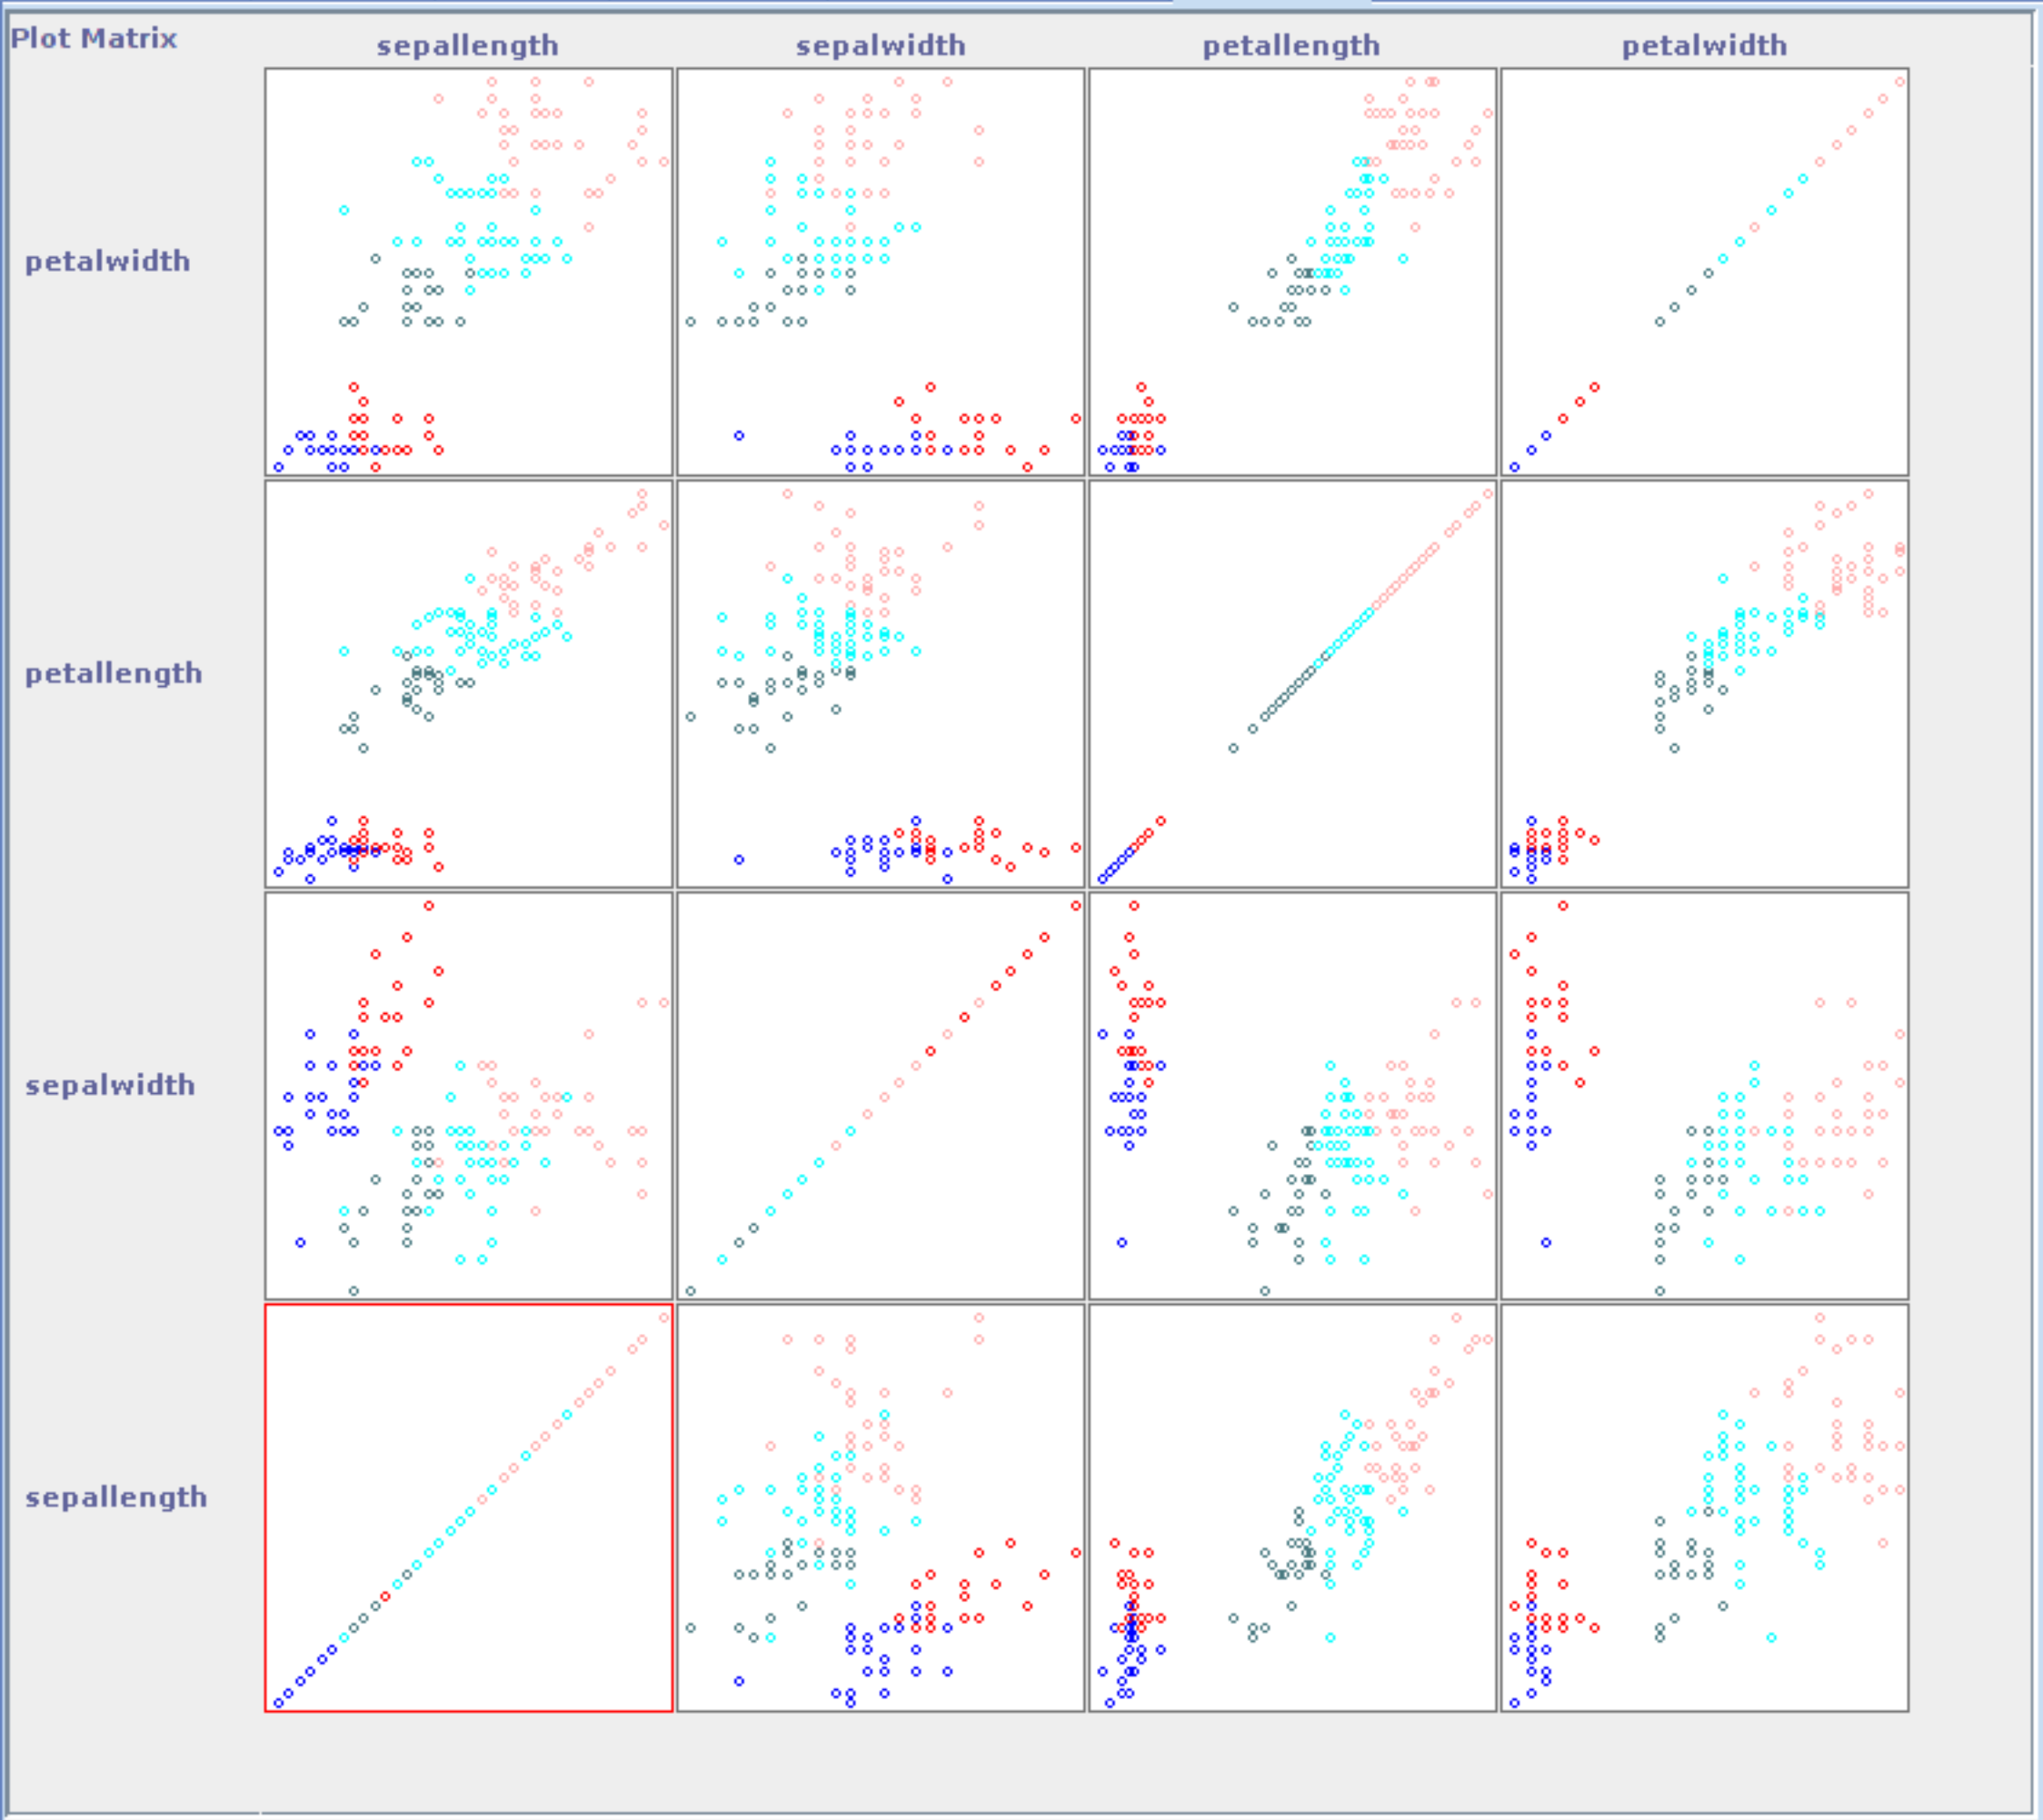 Plot Matrix
sepallength
sepalwidth
petallength
petalwidth
petalwidth
petallength
sepalwidth
sepallength